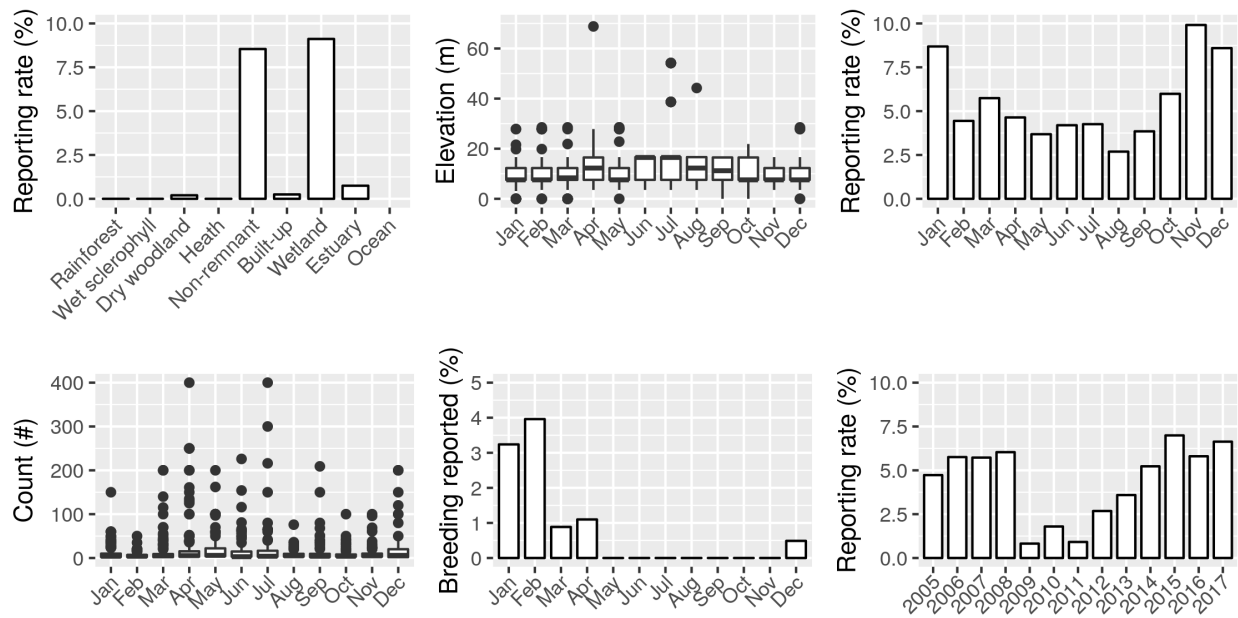 Reporting rate (%)
10.0
7.5
5.0
2.5
0.0
Rainforest
Wet sclerophyll
Dry woodland
Heath
Non-remnant
Built-up
Wetland
Estuary
Ocean
Elevation (m)
60
40
20
0
Jan
Feb
Mar
Apr
May
Jun
Jul
Aug
Sep
Oct
Nov
Dec
Reporting rate (%)
10.0
7.5
5.0
2.5
0.0
Jan
Feb
Mar
Apr
May
Jun
Jul
Aug
Sep
Oct
Nov
Dec
Count (#)
400
300
200
100
0
Jan
Feb
Mar
Apr
May
Jun
Jul
Aug
Sep
Oct
Nov
Dec
Breeding reported (%)
5
4
3
2
1
0
Jan
Feb
Mar
Apr
May
Jun
Jul
Aug
Sep
Oct
Nov
Dec
Reporting rate (%)
10.0
7.5
5.0
2.5
0.0
2005
2006
2007
2008
2009
2010
2011
2012
2013
2014
2015
2016
2017